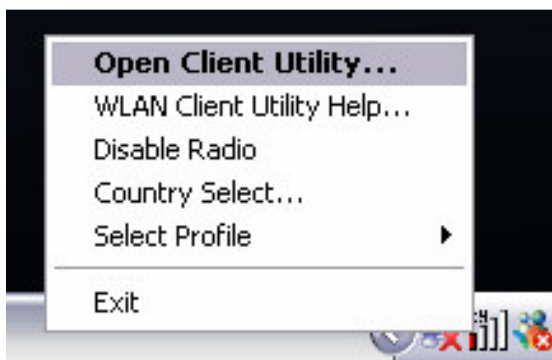 Open Client Utility...
WLAN Client Utility Help...
Disable Radio
Country Select...
Select Profile
Exit